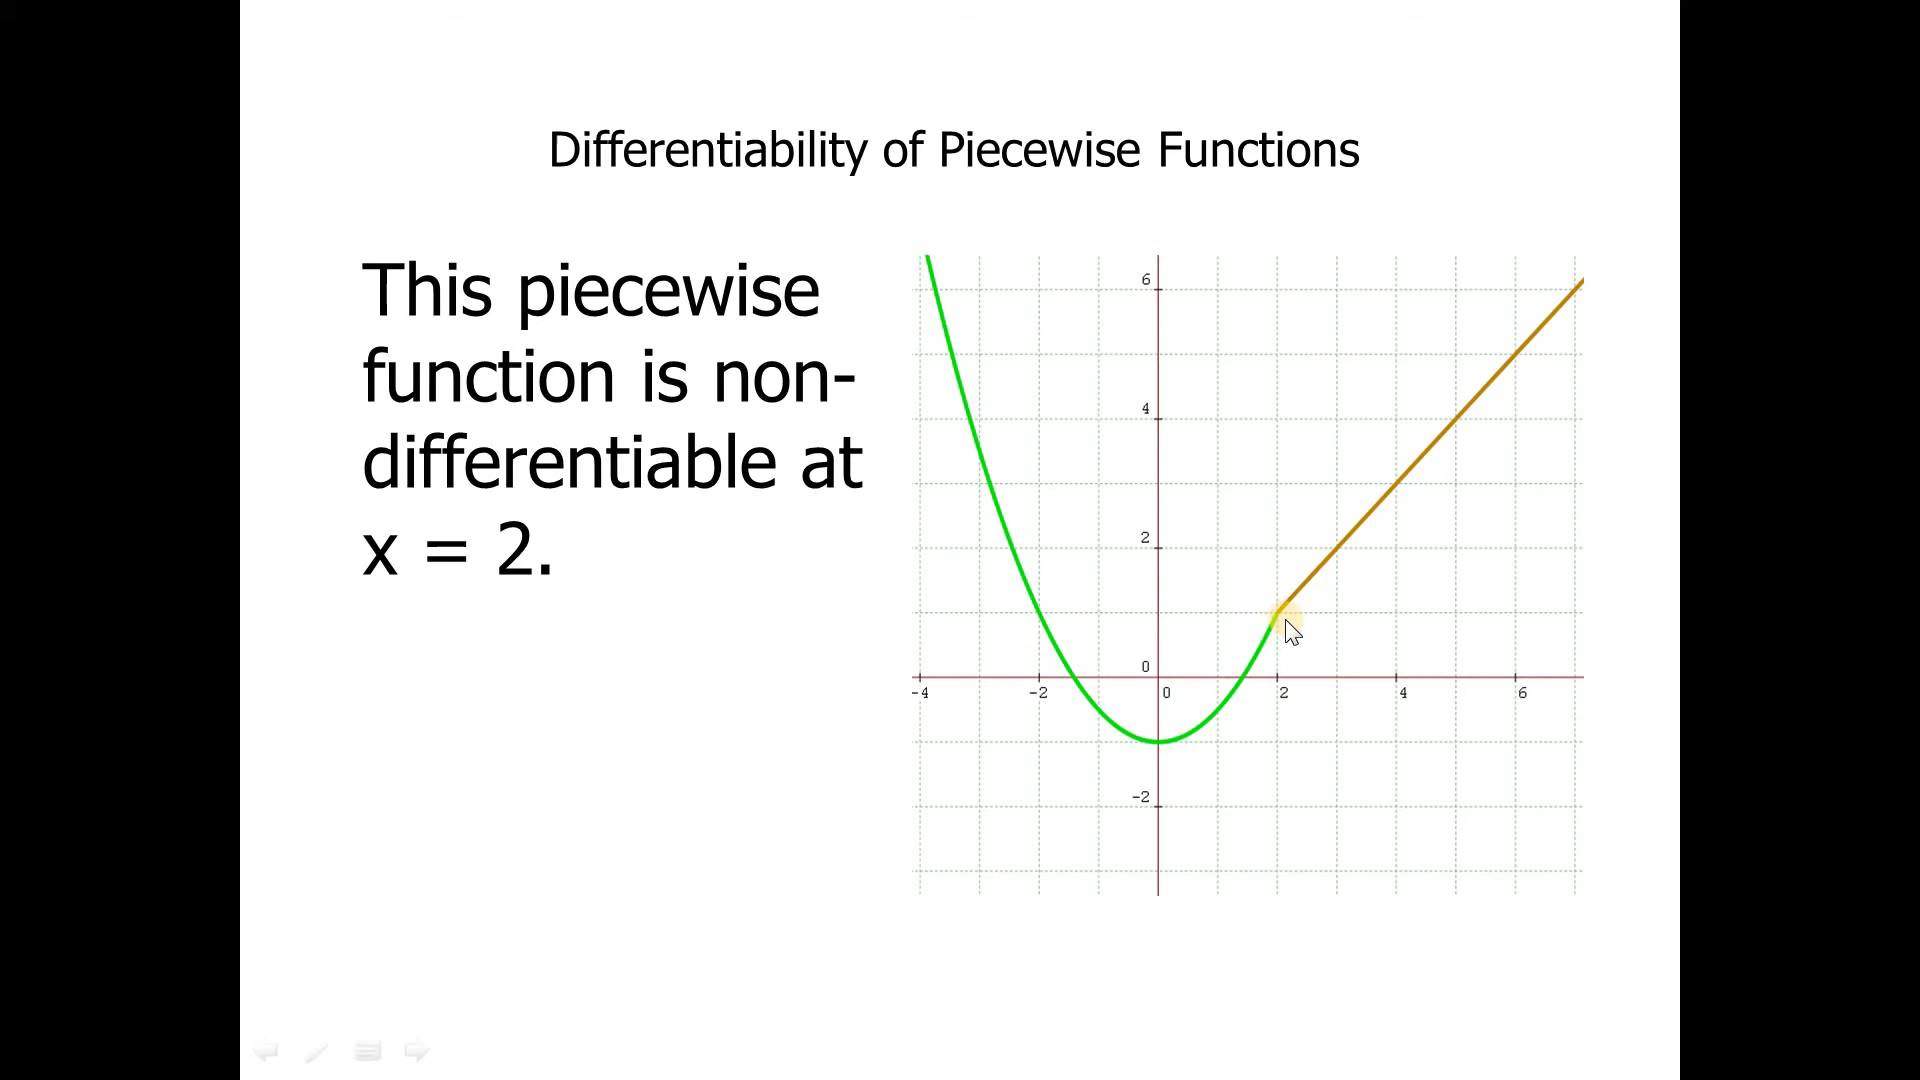 Differentiability of Piecewise Functions
This piecewise
function is non-
differentiable at
x = 2.
6
4
2
0
-4 -2 0 2 4 6
-2